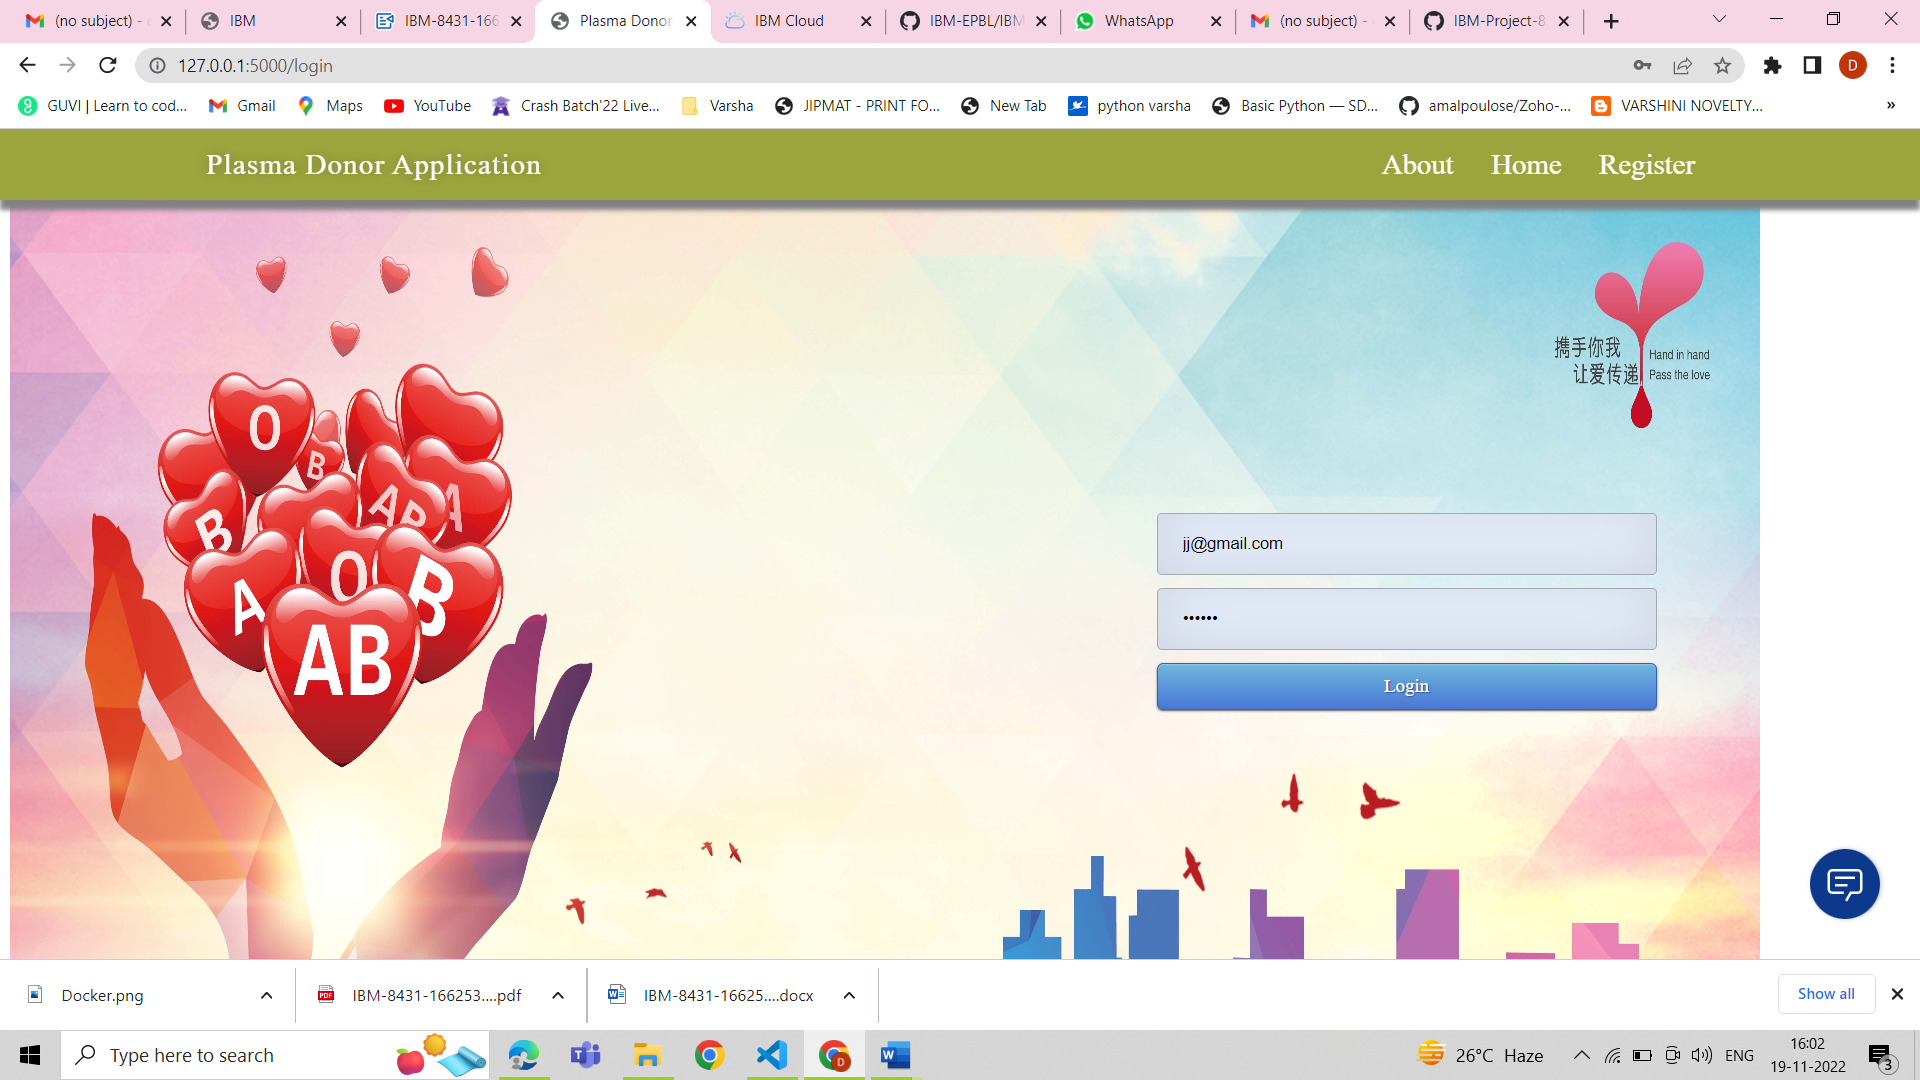 (no subject) -
IBM
IBM-8431-166
Plasma Donor
IBM Cloud
IBM-EPBL/IBM
WhatsApp
(no subject) -
IBM-Project-8
127.0.0.1:5000/login
D
GUVI | Learn to cod...
Gmail
Maps
YouTube
Crash Batch'22 Live...
Varsha
JIPMAT - PRINT FO...
New Tab
python varsha
Basic Python — SD...
amalpoulose/Zoho-...
VARSHINI NOVELTY...
»
Plasma Donor Application
About
Home
Register
携手你我
让爱传递
Hand in hand
Pass the love
O
B
A
B
AB
O
A
B
AB
jj@gmail.com
••••••
Login
Docker.png
IBM-8431-166253....pdf
IBM-8431-16625....docx
Show all
Type here to search
26°C Haze
ENG
16:02
19-11-2022
3